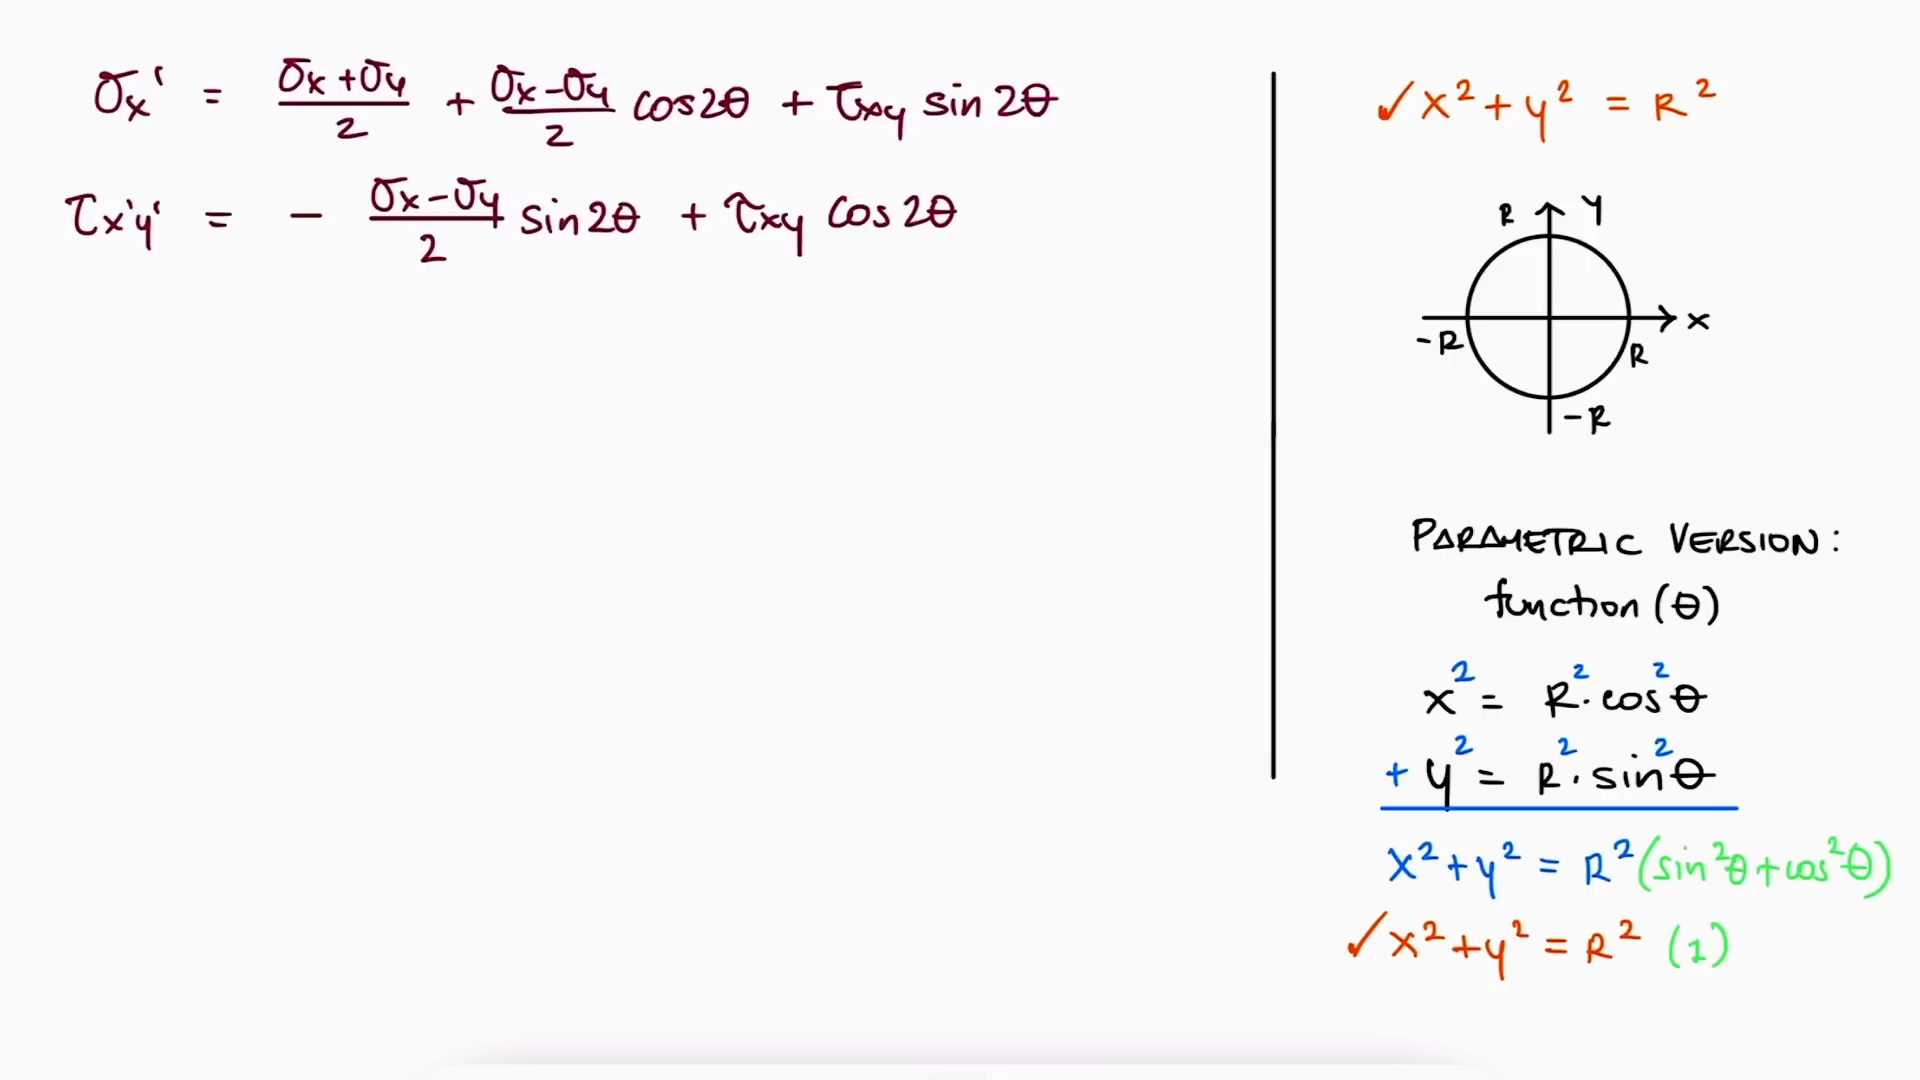 σx' = σx+σy/2 + σx-σy/2 cos2θ + τxy sin 2θ
τx'y' = - σx-σy/2 sin2θ + τxy cos 2θ
✓x²+y² = R²
R Y
-R R x
-R
PARAMETRIC VERSION:
function (θ)
x² = R²·cos²θ
+ y² = R²·sin²θ
x²+y² = R²(sin²θ+cos²θ)
✓x²+y² = R² (1)